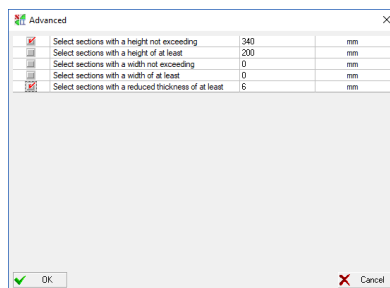 Advanced
Select sections with a height not exceeding 340 mm
Select sections with a height of at least 200 mm
Select sections with a width not exceeding 0 mm
Select sections with a width of at least 0 mm
Select sections with a reduced thickness of at least 6 mm
OK Cancel